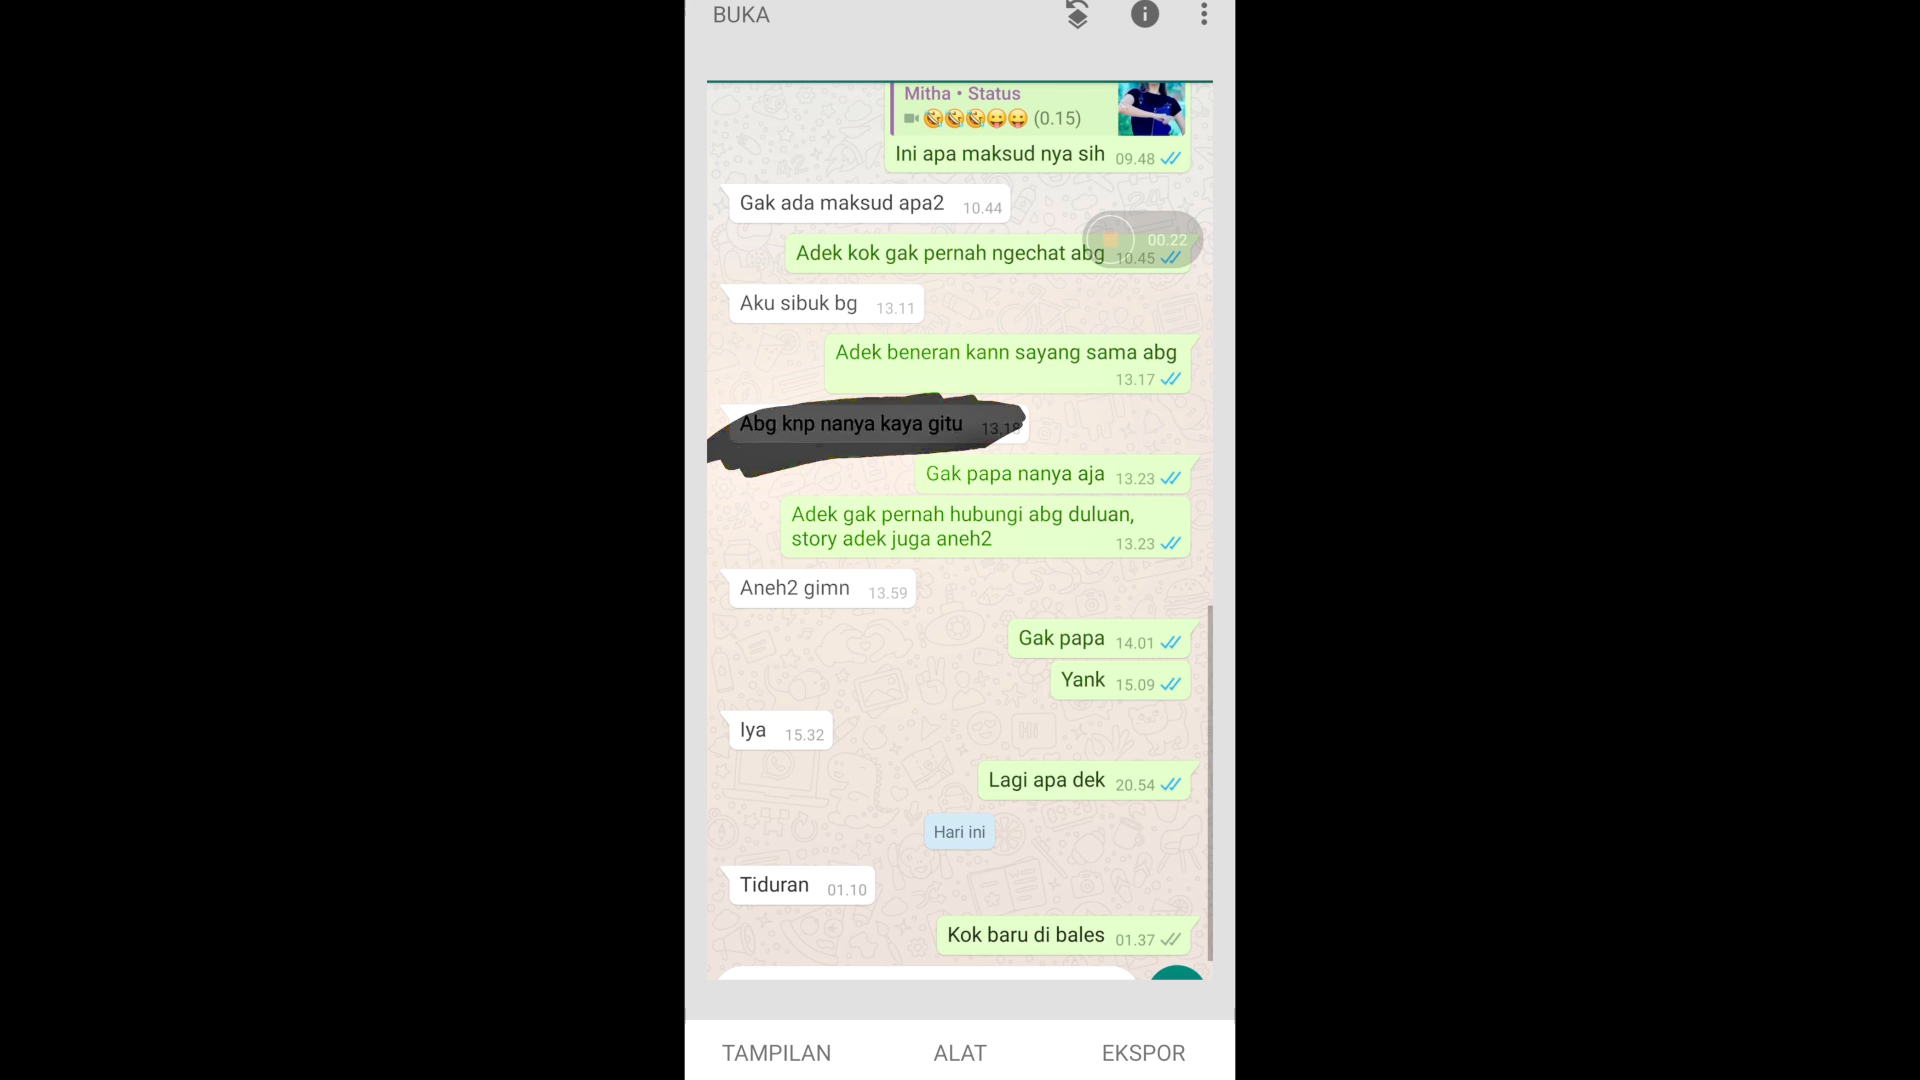 BUKA
Mitha • Status
🤣🤣🤣😛😛 (0.15)
Ini apa maksud nya sih 09.48
Gak ada maksud apa2 10.44
00.22
Adek kok gak pernah ngechat abg 10.45
Aku sibuk bg 13.11
Adek beneran kann sayang sama abg
13.17
Abg knp nanya kaya gitu 13.18
Gak papa nanya aja 13.23
Adek gak pernah hubungi abg duluan,
story adek juga aneh2 13.23
Aneh2 gimn 13.59
Gak papa 14.01
Yank 15.09
Iya 15.32
Lagi apa dek 20.54
Hari ini
Tiduran 01.10
Kok baru di bales 01.37
TAMPILAN ALAT EKSPOR